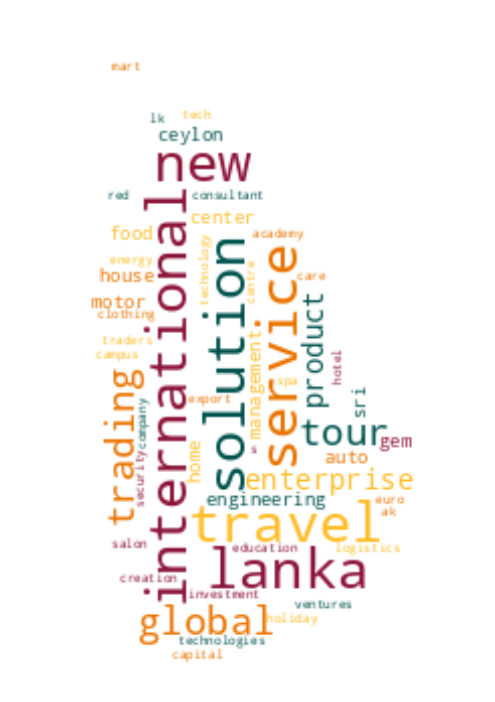 mart
lk
tech
ceylon
new
red
consultant
center
food
academy
technology
solution
international
service
energy
centre
house
care
motor
product
clothing
management
traders
campus
hotel
spa
trading
sri
export
company
tour
gem
security
home
s
auto
enterprise
engineering
euro
travel
ak
salon
education
logistics
lanka
creation
investment
ventures
global
holiday
technologies
capital